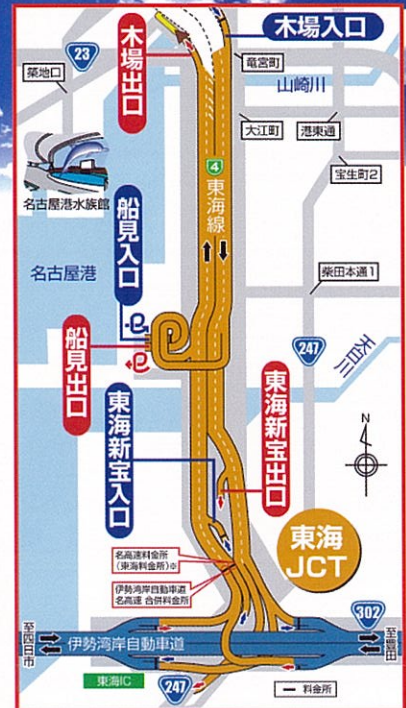 木場入口
木場出口
23
築地口
竜宮町
山崎川
大江町
港東通
宝生町2
名古屋港水族館
4
東海線
船見入口
名古屋港
柴田本通1
247
天白川
船見出口
東海新宝入口
東海新宝出口
N
東海
JCT
名高速料金所
(東海料金所)※
伊勢湾岸自動車道
名高速 合併料金所
302
至四日市
伊勢湾岸自動車道
至豊田
東海IC
247
料金所